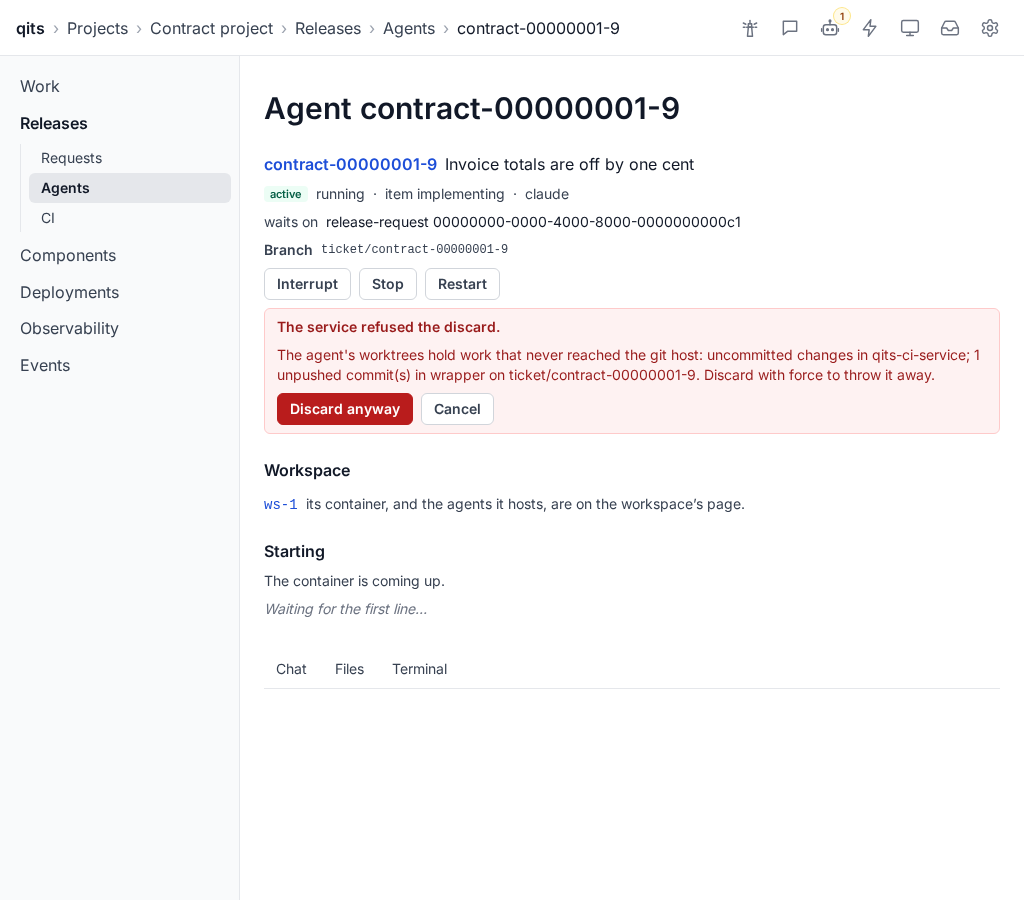 qits › Projects › Contract project › Releases › Agents › contract-00000001-9
1
Work
Releases
Requests
Agents
CI
Components
Deployments
Observability
Events
Agent contract-00000001-9
contract-00000001-9 Invoice totals are off by one cent
active running · item implementing · claude
waits on release-request 00000000-0000-4000-8000-0000000000c1
Branch ticket/contract-00000001-9
Interrupt Stop Restart
The service refused the discard.
The agent's worktrees hold work that never reached the git host: uncommitted changes in qits-ci-service; 1
unpushed commit(s) in wrapper on ticket/contract-00000001-9. Discard with force to throw it away.
Discard anyway Cancel
Workspace
ws-1 its container, and the agents it hosts, are on the workspace’s page.
Starting
The container is coming up.
Waiting for the first line…
Chat Files Terminal